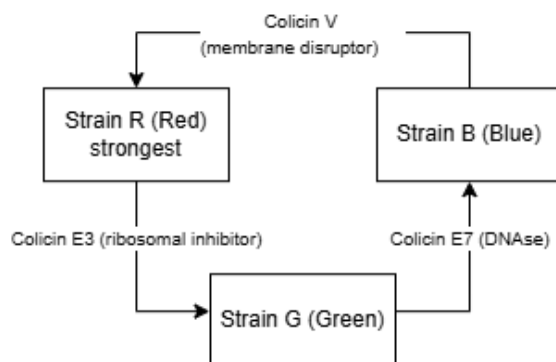 Colicin V
(membrane disruptor)
Strain R (Red)
strongest
Strain B (Blue)
Colicin E3 (ribosomal inhibitor)
Colicin E7 (DNAse)
Strain G (Green)